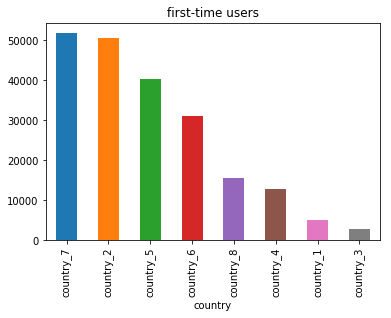 first-time users
50000
40000
30000
20000
10000
0
country_7
country_2
country_5
country_6
country_8
country_4
country_1
country_3
country